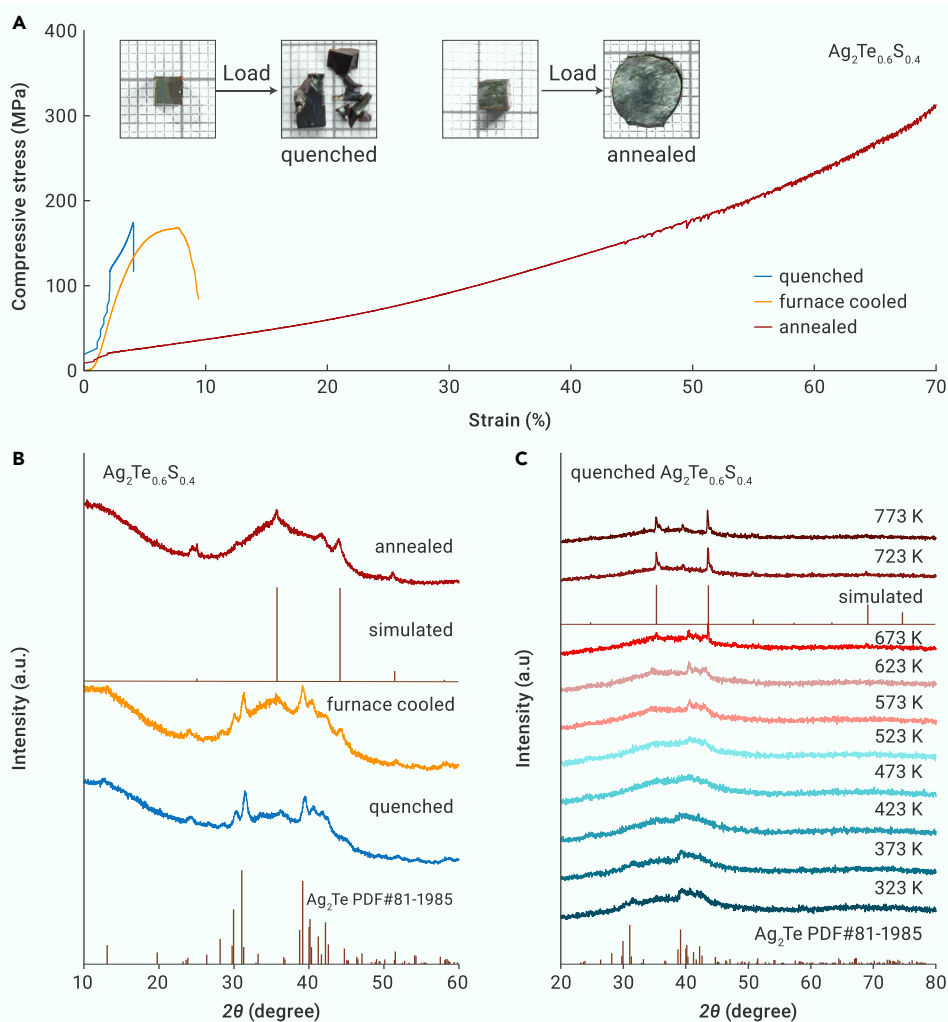 A
400
300
200
100
0
Compressive stress (MPa)
Load
quenched
Load
annealed
Ag₂Te₀.₆S₀.₄
quenched
furnace cooled
annealed
0 10 20 30 40 50 60 70
Strain (%)
B
Ag₂Te₀.₆S₀.₄
annealed
simulated
furnace cooled
quenched
Ag₂Te PDF#81-1985
Intensity (a.u.)
10 20 30 40 50 60
2θ (degree)
C
quenched Ag₂Te₀.₆S₀.₄
773 K
723 K
simulated
673 K
623 K
573 K
523 K
473 K
423 K
373 K
323 K
Ag₂Te PDF#81-1985
Intensity (a.u)
20 30 40 50 60 70 80
2θ (degree)